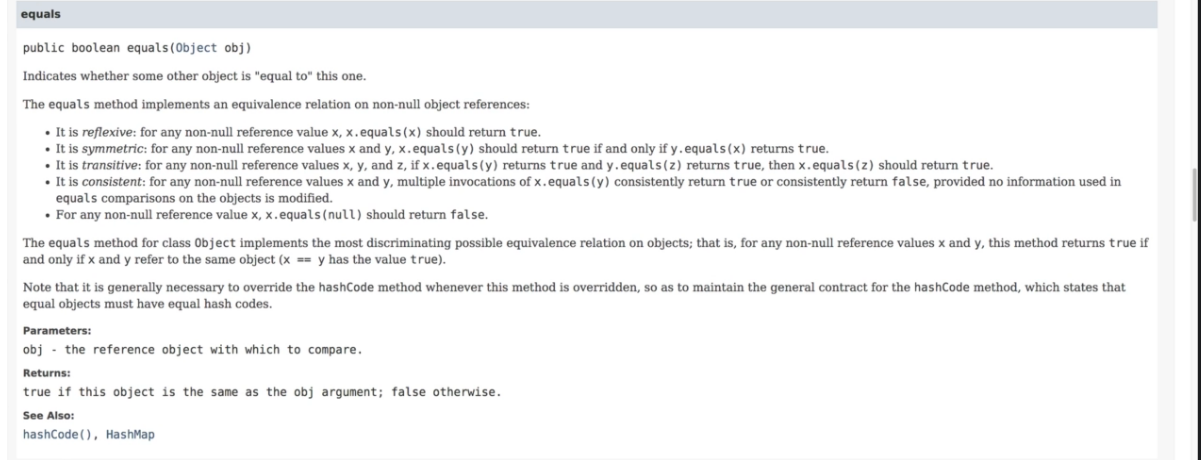 equals
public boolean equals(Object obj)
Indicates whether some other object is "equal to" this one.
The equals method implements an equivalence relation on non-null object references:
• It is reflexive: for any non-null reference value x, x.equals(x) should return true.
• It is symmetric: for any non-null reference values x and y, x.equals(y) should return true if and only if y.equals(x) returns true.
• It is transitive: for any non-null reference values x, y, and z, if x.equals(y) returns true and y.equals(z) returns true, then x.equals(z) should return true.
• It is consistent: for any non-null reference values x and y, multiple invocations of x.equals(y) consistently return true or consistently return false, provided no information used in
equals comparisons on the objects is modified.
• For any non-null reference value x, x.equals(null) should return false.
The equals method for class Object implements the most discriminating possible equivalence relation on objects; that is, for any non-null reference values x and y, this method returns true if
and only if x and y refer to the same object (x == y has the value true).
Note that it is generally necessary to override the hashCode method whenever this method is overridden, so as to maintain the general contract for the hashCode method, which states that
equal objects must have equal hash codes.
Parameters:
obj - the reference object with which to compare.
Returns:
true if this object is the same as the obj argument; false otherwise.
See Also:
hashCode(), HashMap